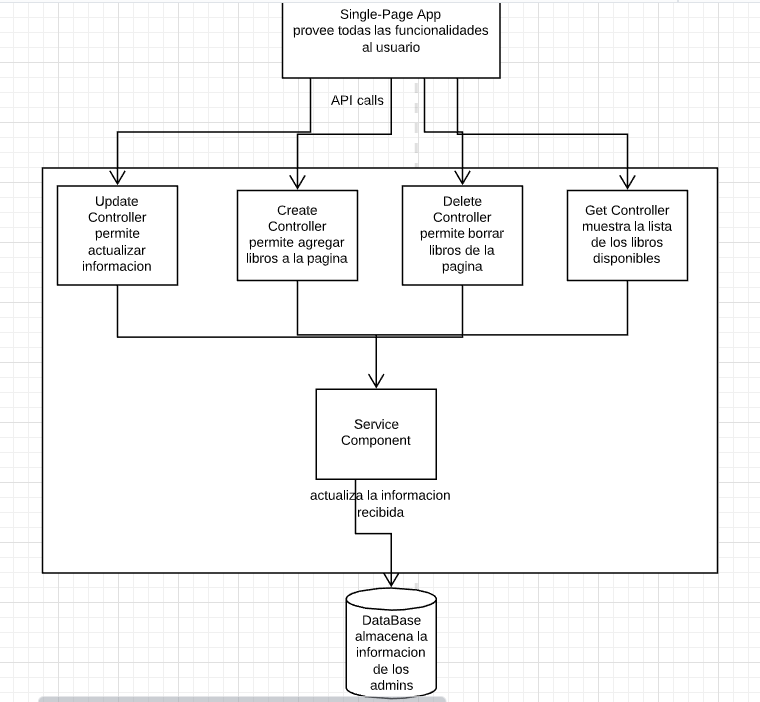 Single-Page App
provee todas las funcionalidades
al usuario
API calls
Update
Controller
permite
actualizar
informacion
Create
Controller
permite agregar
libros a la pagina
Delete
Controller
permite borrar
libros de la
pagina
Get Controller
muestra la lista
de los libros
disponibles
Service
Component
actualiza la informacion
recibida
DataBase
almacena la
informacion
de los
admins